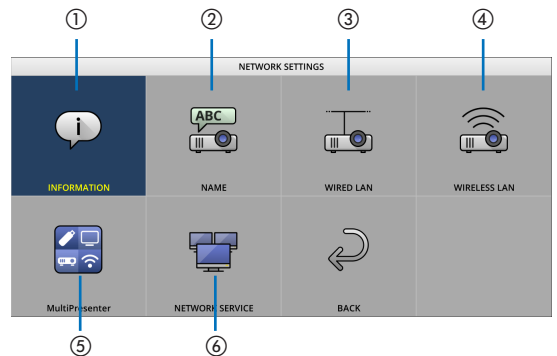 ① ② ③ ④
NETWORK SETTINGS
ABC
i
INFORMATION NAME WIRED LAN WIRELESS LAN
MultiPresenter NETWORK SERVICE BACK
⑤ ⑥